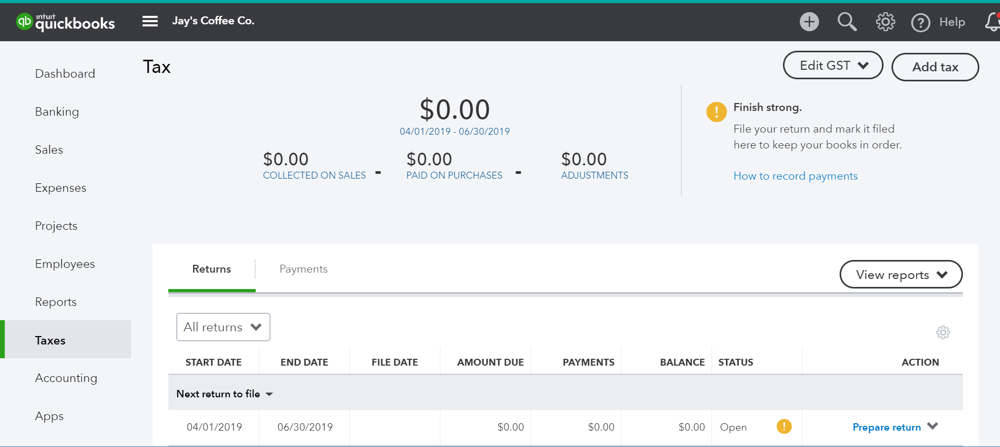 intuit
quickbooks
Jay's Coffee Co.
Help
Dashboard
Banking
Sales
Expenses
Projects
Employees
Reports
Taxes
Accounting
Apps
Tax
Edit GST
Add tax
$0.00
04/01/2019 - 06/30/2019
$0.00 $0.00 $0.00
COLLECTED ON SALES - PAID ON PURCHASES - ADJUSTMENTS
Finish strong.
File your return and mark it filed
here to keep your books in order.
How to record payments
Returns Payments
View reports
All returns
START DATE END DATE FILE DATE AMOUNT DUE PAYMENTS BALANCE STATUS ACTION
Next return to file
04/01/2019 06/30/2019 $0.00 $0.00 $0.00 Open Prepare return